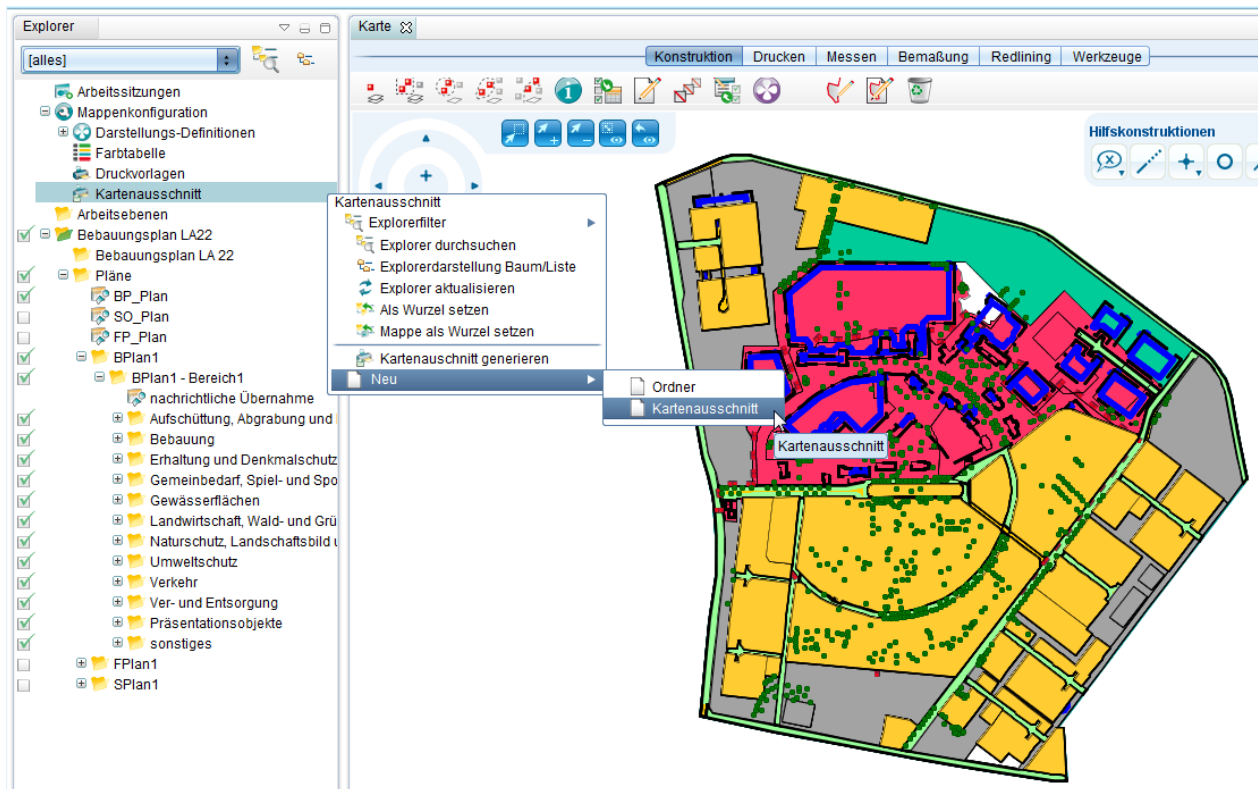 Explorer
[alles]
Arbeitssitzungen
Mappenkonfiguration
Darstellungs-Definitionen
Farbtabelle
Druckvorlagen
Kartenausschnitt
Arbeitsebenen
Bebauungsplan LA22
Bebauungsplan LA 22
Pläne
BP_Plan
SO_Plan
FP_Plan
BPlan1
BPlan1 - Bereich1
nachrichtliche Übernahme
Aufschüttung, Abgrabung und
Bebauung
Erhaltung und Denkmalschutz
Gemeinbedarf, Spiel- und Spo
Gewässerflächen
Landwirtschaft, Wald- und Grü
Naturschutz, Landschaftsbild u
Umweltschutz
Verkehr
Ver- und Entsorgung
Präsentationsobjekte
sonstiges
FPlan1
SPlan1
Karte
Konstruktion Drucken Messen Bemaßung Redlining Werkzeuge
Hilfskonstruktionen
Kartenausschnitt
Explorerfilter
Explorer durchsuchen
Explorerdarstellung Baum/Liste
Explorer aktualisieren
Als Wurzel setzen
Mappe als Wurzel setzen
Kartenauschnitt generieren
Neu
Ordner
Kartenausschnitt
Kartenausschnitt